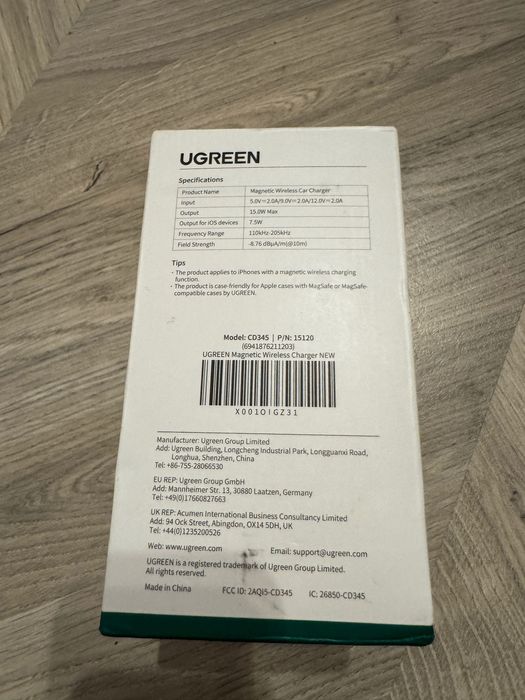 UGREEN
Specifications
Product Name Magnetic Wireless Car Charger
Input 5.0V⎓2.0A/9.0V⎓2.0A/12.0V⎓2.0A
Output 15.0W Max
Output for iOS devices 7.5W
Frequency Range 110kHz-205kHz
Field Strength -8.76 dBµA/m(@10m)
Tips
· The product applies to iPhones with a magnetic wireless charging
function.
· The product is case-friendly for Apple cases with MagSafe or MagSafe-
compatible cases by UGREEN.
Model: CD345 | P/N: 15120
(6941876211203)
UGREEN Magnetic Wireless Charger NEW
X001OIGZ31
Manufacturer: Ugreen Group Limited
Add: Ugreen Building, Longcheng Industrial Park, Longguanxi Road,
Longhua, Shenzhen, China
Tel: +86-755-28066530
EU REP: Ugreen Group GmbH
Add: Mannheimer Str. 13, 30880 Laatzen, Germany
Tel: +49(0)17660827663
UK REP: Acumen International Business Consultancy Limited
Add: 94 Ock Street, Abingdon, OX14 5DH, UK
Tel: +44(0)1235200526
Web: www.ugreen.com Email: support@ugreen.com
UGREEN is a registered trademark of Ugreen Group Limited.
All rights reserved.
Made in China FCC ID: 2AQI5-CD345 IC: 26850-CD345